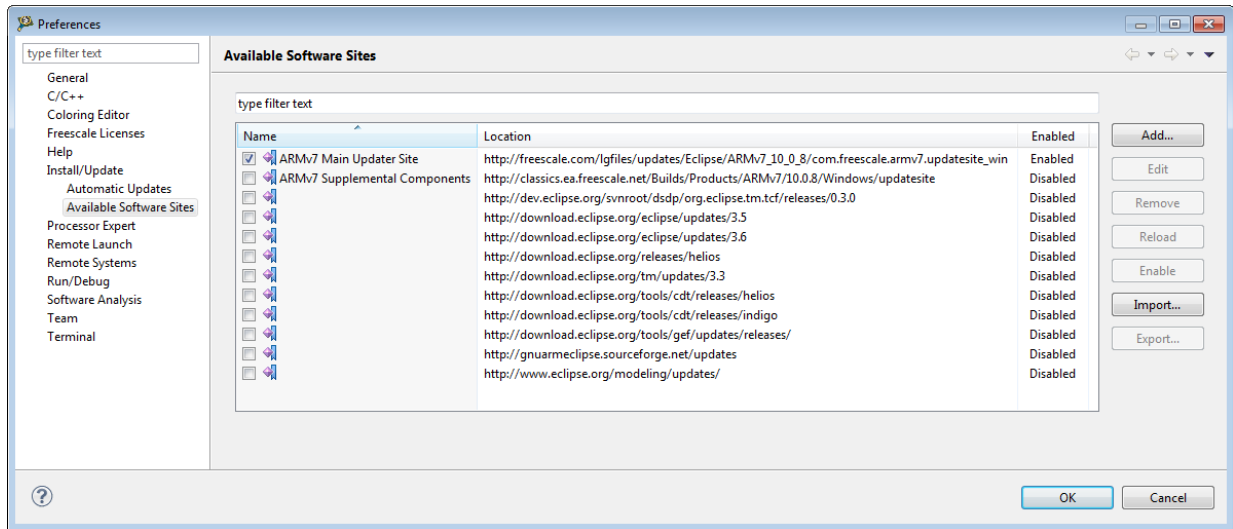 Preferences
type filter text
General
C/C++
Coloring Editor
Freescale Licenses
Help
Install/Update
Automatic Updates
Available Software Sites
Processor Expert
Remote Launch
Remote Systems
Run/Debug
Software Analysis
Team
Terminal
Available Software Sites
type filter text
Name Location Enabled
ARMv7 Main Updater Site http://freescale.com/lgfiles/updates/Eclipse/ARMv7_10_0_8/com.freescale.armv7.updatesite_win Enabled
ARMv7 Supplemental Components http://classics.ea.freescale.net/Builds/Products/ARMv7/10.0.8/Windows/updatesite Disabled
http://dev.eclipse.org/svnroot/dsdp/org.eclipse.tm.tcf/releases/0.3.0 Disabled
http://download.eclipse.org/eclipse/updates/3.5 Disabled
http://download.eclipse.org/eclipse/updates/3.6 Disabled
http://download.eclipse.org/releases/helios Disabled
http://download.eclipse.org/tm/updates/3.3 Disabled
http://download.eclipse.org/tools/cdt/releases/helios Disabled
http://download.eclipse.org/tools/cdt/releases/indigo Disabled
http://download.eclipse.org/tools/gef/updates/releases/ Disabled
http://gnuarmeclipse.sourceforge.net/updates Disabled
http://www.eclipse.org/modeling/updates/ Disabled
Add...
Edit
Remove
Reload
Enable
Import...
Export...
OK Cancel